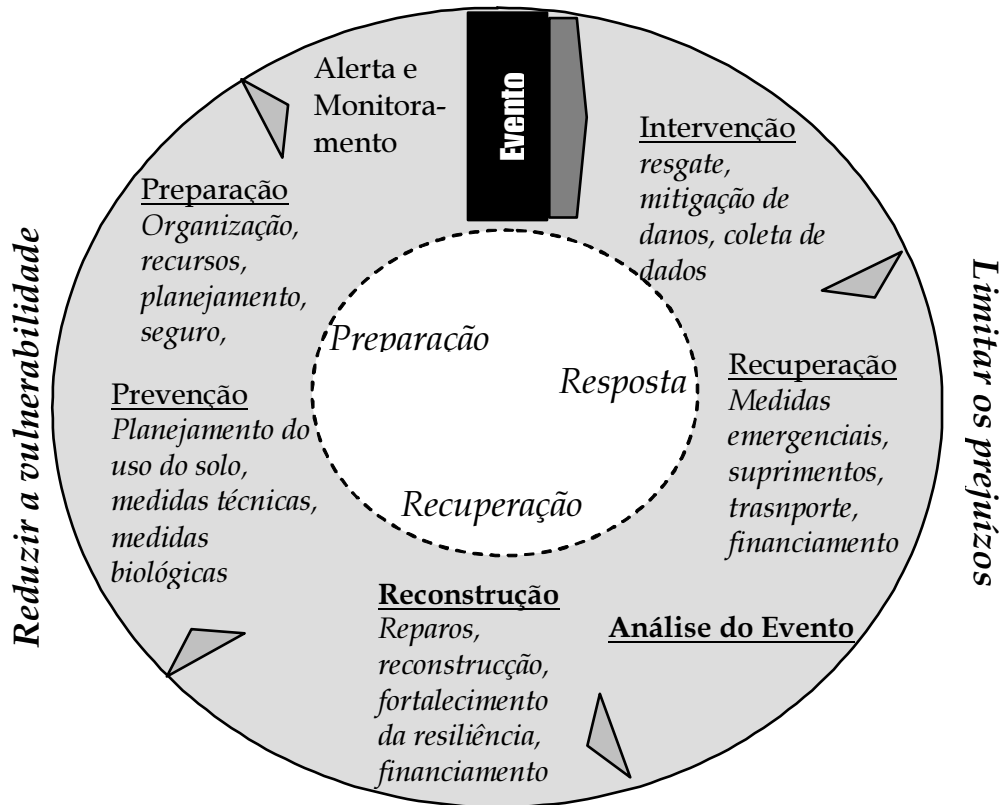 Alerta e
Monitora-
mento
Evento
Intervenção
resgate,
mitigação de
danos, coleta de
dados
Preparação
Organização,
recursos,
planejamento,
seguro,
Reduzir a vulnerabilidade
Limitar os prejuízos
Preparação
Resposta
Recuperação
Recuperação
Medidas
emergenciais,
suprimentos,
trasnporte,
financiamento
Prevenção
Planejamento do
uso do solo,
medidas técnicas,
medidas
biológicas
Reconstrução
Reparos,
reconstrucção,
fortalecimento
da resiliência,
financiamento
Análise do Evento